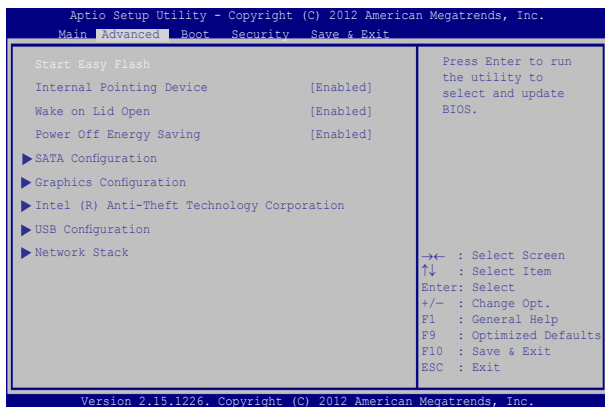 Aptio Setup Utility - Copyright (C) 2012 American Megatrends, Inc.
Main Advanced Boot Security Save & Exit
Start Easy Flash
Internal Pointing Device [Enabled]
Wake on Lid Open [Enabled]
Power Off Energy Saving [Enabled]
SATA Configuration
Graphics Configuration
Intel (R) Anti-Theft Technology Corporation
USB Configuration
Network Stack
Press Enter to run
the utility to
select and update
BIOS.
→← : Select Screen
↑↓ : Select Item
Enter: Select
+/— : Change Opt.
F1 : General Help
F9 : Optimized Defaults
F10 : Save & Exit
ESC : Exit
Version 2.15.1226. Copyright (C) 2012 American Megatrends, Inc.